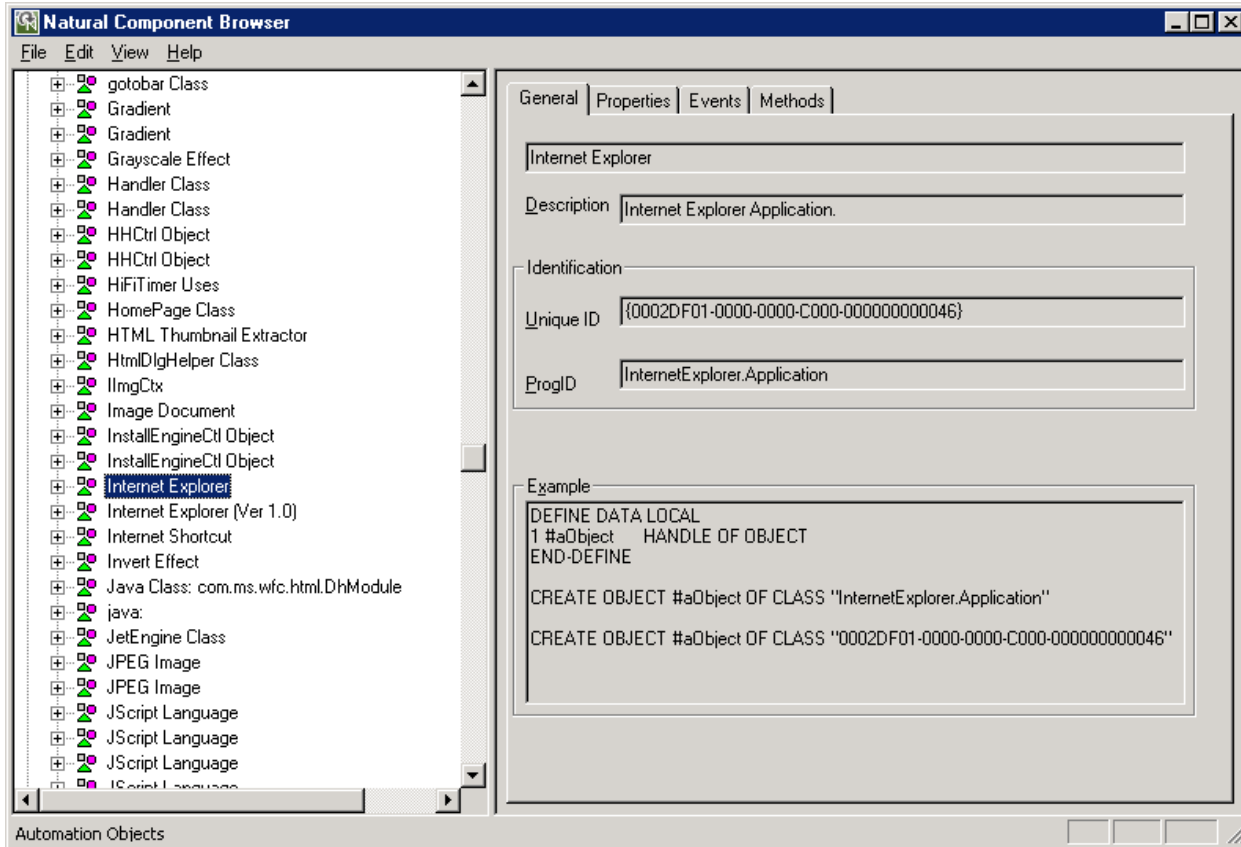 Natural Component Browser
File Edit View Help
gotobar Class
Gradient
Gradient
Grayscale Effect
Handler Class
Handler Class
HHCtrl Object
HHCtrl Object
HiFiTimer Uses
HomePage Class
HTML Thumbnail Extractor
HtmlDlgHelper Class
IImgCtx
Image Document
InstallEngineCtl Object
InstallEngineCtl Object
Internet Explorer
Internet Explorer (Ver 1.0)
Internet Shortcut
Invert Effect
Java Class: com.ms.wfc.html.DhModule
java:
JetEngine Class
JPEG Image
JPEG Image
JScript Language
JScript Language
JScript Language
JScript Language
General Properties Events Methods
Internet Explorer
Description Internet Explorer Application.
Identification
Unique ID {0002DF01-0000-0000-C000-000000000046}
ProgID InternetExplorer.Application
Example
DEFINE DATA LOCAL
1 #aObject HANDLE OF OBJECT
END-DEFINE
CREATE OBJECT #aObject OF CLASS "InternetExplorer.Application"
CREATE OBJECT #aObject OF CLASS "0002DF01-0000-0000-C000-000000000046"
Automation Objects